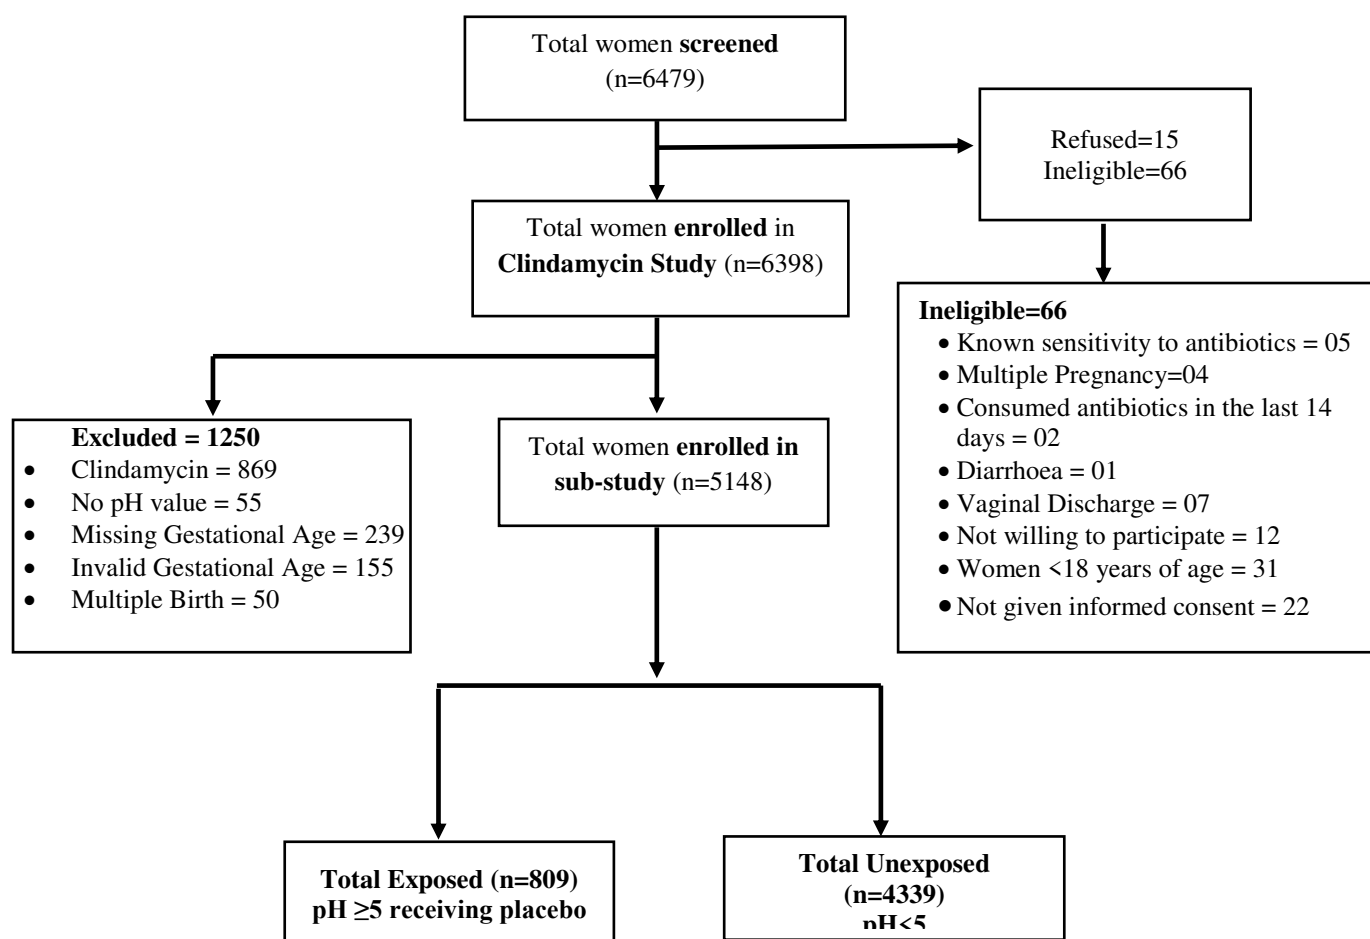 Total women screened
(n=6479)
Refused=15
Ineligible=66
Total women enrolled in
Clindamycin Study (n=6398)
Ineligible=66
• Known sensitivity to antibiotics = 05
• Multiple Pregnancy=04
• Consumed antibiotics in the last 14
days = 02
• Diarrhoea = 01
• Vaginal Discharge = 07
• Not willing to participate = 12
• Women <18 years of age = 31
• Not given informed consent = 22
Excluded = 1250
• Clindamycin = 869
• No pH value = 55
• Missing Gestational Age = 239
• Invalid Gestational Age = 155
• Multiple Birth = 50
Total women enrolled in
sub-study (n=5148)
Total Exposed (n=809)
pH ≥5 receiving placebo
Total Unexposed
(n=4339)
pH<5